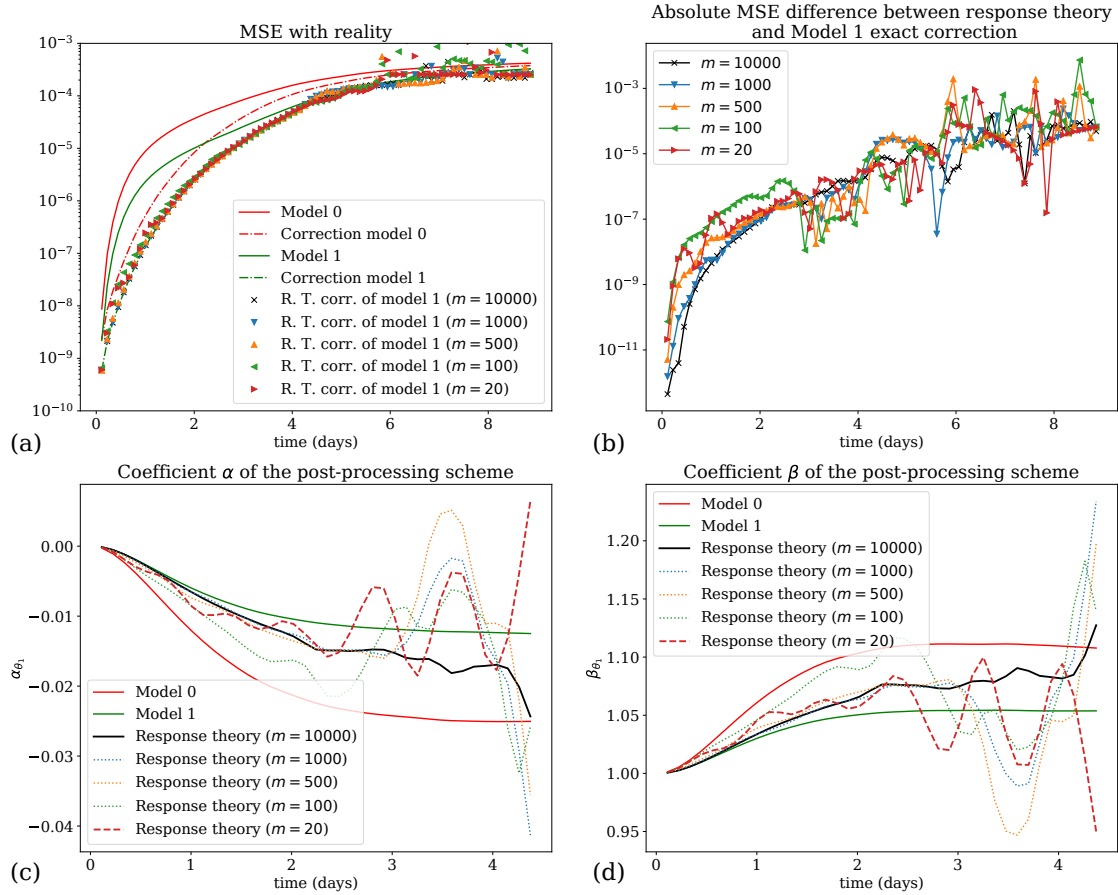 MSE with reality
10⁻³
10⁻⁴
10⁻⁵
10⁻⁶
10⁻⁷
10⁻⁸
10⁻⁹
10⁻¹⁰
Model 0
Correction model 0
Model 1
Correction model 1
R. T. corr. of model 1 (m = 10000)
R. T. corr. of model 1 (m = 1000)
R. T. corr. of model 1 (m = 500)
R. T. corr. of model 1 (m = 100)
R. T. corr. of model 1 (m = 20)
0 2 4 6 8
time (days)
(a)
Absolute MSE difference between response theory
and Model 1 exact correction
m = 10000
m = 1000
m = 500
m = 100
m = 20
10⁻³
10⁻⁵
10⁻⁷
10⁻⁹
10⁻¹¹
0 2 4 6 8
time (days)
(b)
Coefficient α of the post-processing scheme
0.00
−0.01
−0.02
−0.03
−0.04
α_θ₁
Model 0
Model 1
Response theory (m = 10000)
Response theory (m = 1000)
Response theory (m = 500)
Response theory (m = 100)
Response theory (m = 20)
0 1 2 3 4
time (days)
(c)
Coefficient β of the post-processing scheme
Model 0
Model 1
Response theory (m = 10000)
Response theory (m = 1000)
Response theory (m = 500)
Response theory (m = 100)
Response theory (m = 20)
1.20
1.15
1.10
1.05
1.00
0.95
β_θ₁
0 1 2 3 4
time (days)
(d)